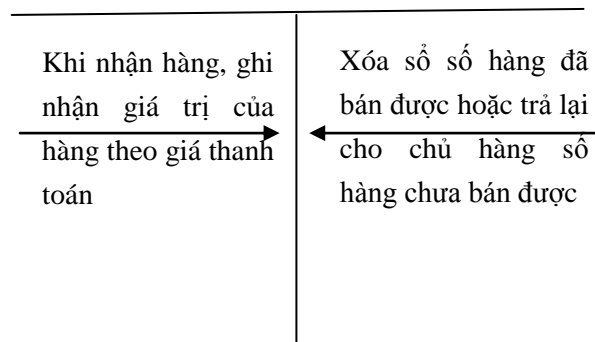 Khi nhận hàng, ghi
nhận giá trị của
hàng theo giá thanh
toán
Xóa sổ số hàng đã
bán được hoặc trả lại
cho chủ hàng số
hàng chưa bán được